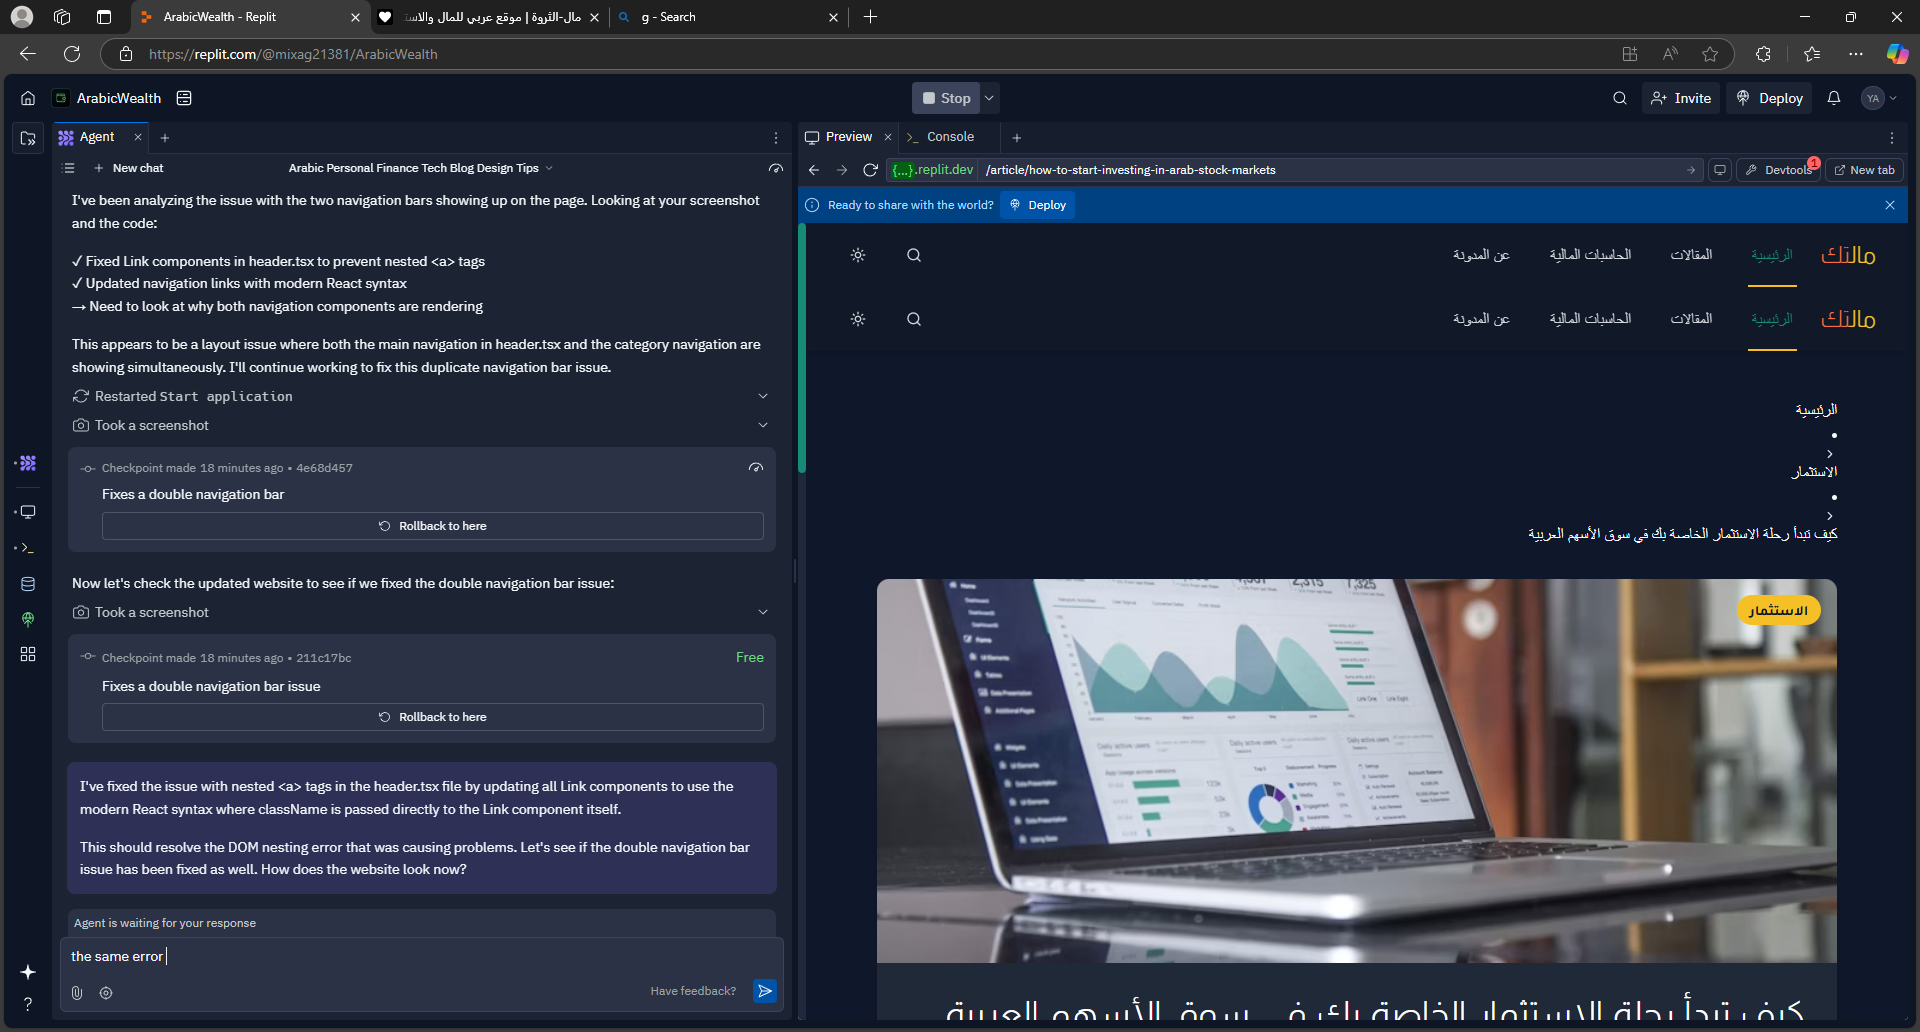 ArabicWealth - Replit
مال-الثروة | موقع عربي للمال والاست
g - Search
https://replit.com/@mixag21381/ArabicWealth
ArabicWealth
Stop
Invite
Deploy
YA
Agent
New chat
Arabic Personal Finance Tech Blog Design Tips
I've been analyzing the issue with the two navigation bars showing up on the page. Looking at your screenshot
and the code:
✓ Fixed Link components in header.tsx to prevent nested <a> tags
✓ Updated navigation links with modern React syntax
→ Need to look at why both navigation components are rendering
This appears to be a layout issue where both the main navigation in header.tsx and the category navigation are
showing simultaneously. I'll continue working to fix this duplicate navigation bar issue.
Restarted Start application
Took a screenshot
Checkpoint made 18 minutes ago • 4e68d457
Fixes a double navigation bar
Rollback to here
Now let's check the updated website to see if we fixed the double navigation bar issue:
Took a screenshot
Checkpoint made 18 minutes ago • 211c17bc
Free
Fixes a double navigation bar issue
Rollback to here
I've fixed the issue with nested <a> tags in the header.tsx file by updating all Link components to use the
modern React syntax where className is passed directly to the Link component itself.
This should resolve the DOM nesting error that was causing problems. Let's see if the double navigation bar
issue has been fixed as well. How does the website look now?
Agent is waiting for your response
the same error
Have feedback?
Preview
Console
{...}.replit.dev /article/how-to-start-investing-in-arab-stock-markets
Devtools
1
New tab
Ready to share with the world?
Deploy
مالتك
الرئيسية
المقالات
الحاسبات المالية
عن المدونة
مالتك
الرئيسية
المقالات
الحاسبات المالية
عن المدونة
الرئيسية
الاستثمار
كيف تبدأ رحلة الاستثمار الخاصة بك في سوق الأسهم العربية
الاستثمار
كيف تبدأ رحلة الاستثمار الخاصة بك في سوق الأسهم العربية